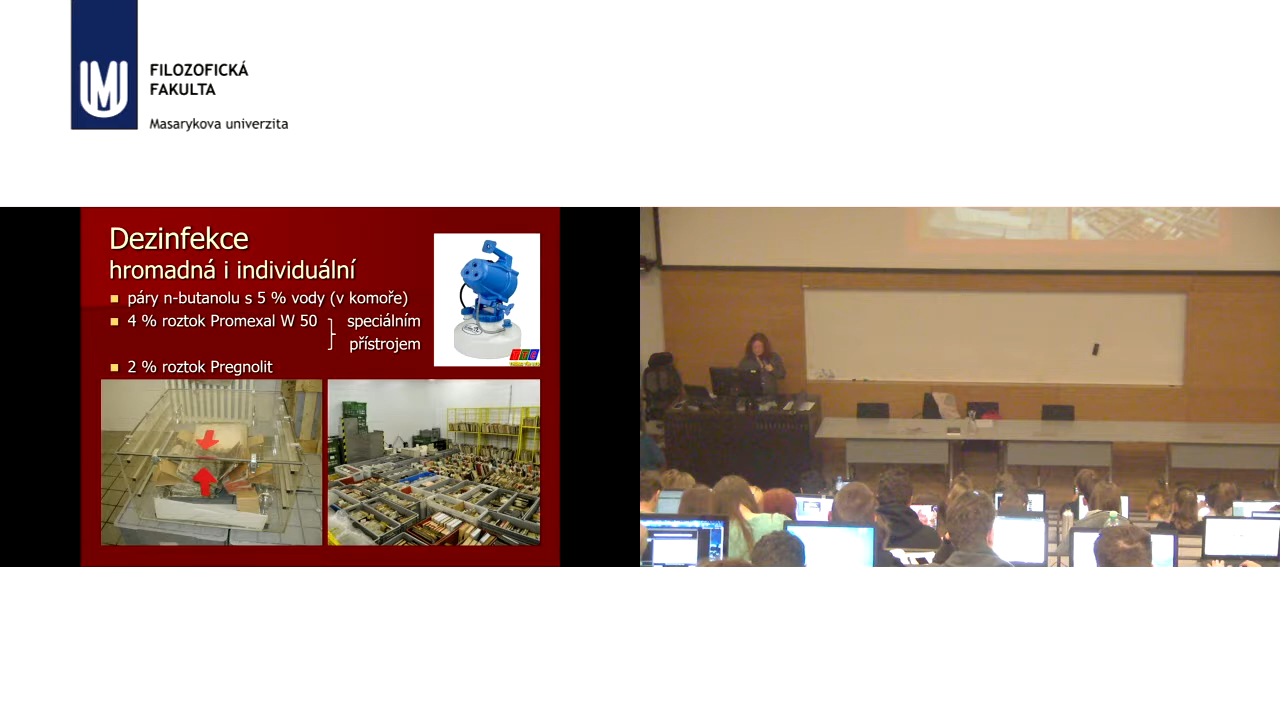 FILOZOFICKÁ
FAKULTA
Masarykova univerzita
Dezinfekce
hromadná i individuální
páry n-butanolu s 5 % vody (v komoře)
4 % roztok Promexal W 50 speciálním
přístrojem
2 % roztok Pregnolit